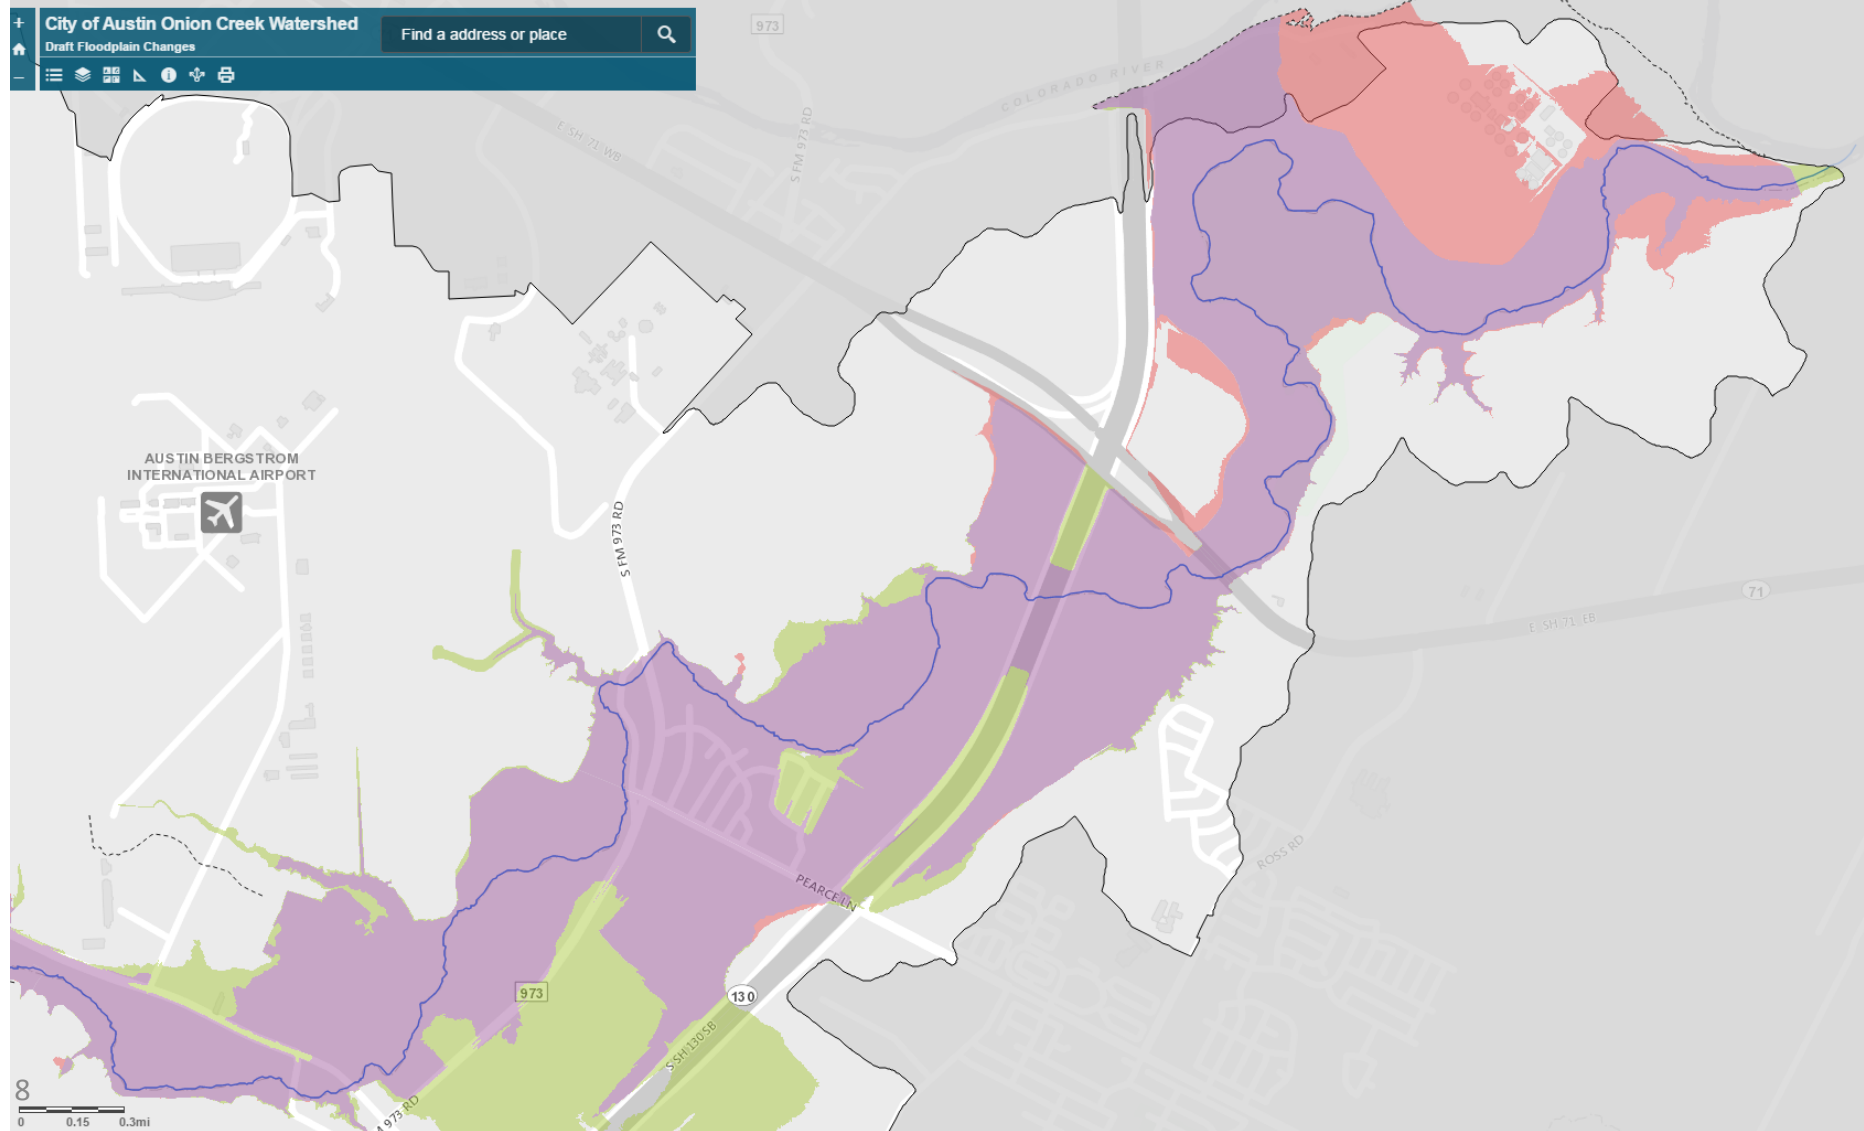 +
City of Austin Onion Creek Watershed
Draft Floodplain Changes
Find a address or place
–
973
COLORADO RIVER
E SH 71 WB
S FM 973 RD
AUSTIN BERGSTROM
INTERNATIONAL AIRPORT
S FM 973 RD
71
E SH 71 EB
ROSS RD
PEARCE LN
973
130
S SH 130 SB
8
M 973 RD
0 0.15 0.3mi